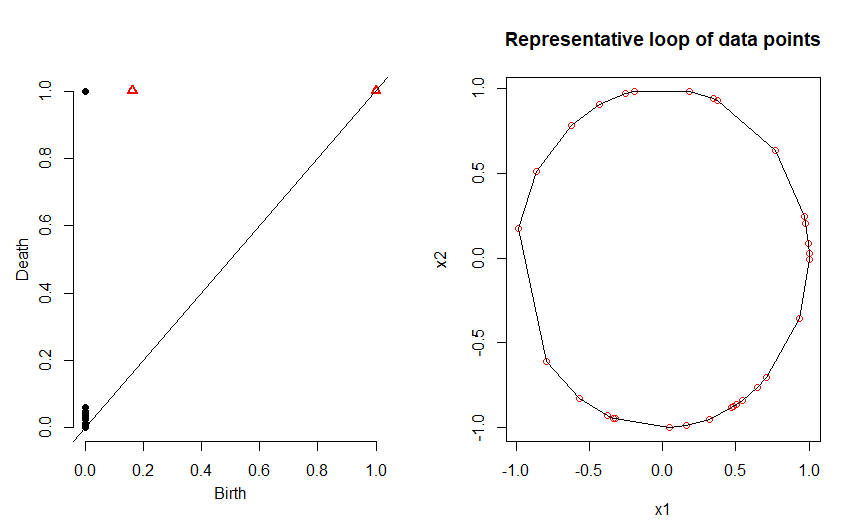 Death
0.0 0.2 0.4 0.6 0.8 1.0
0.0 0.2 0.4 0.6 0.8 1.0
Birth
Representative loop of data points
x2
-1.0 -0.5 0.0 0.5 1.0
-1.0 -0.5 0.0 0.5 1.0
x1